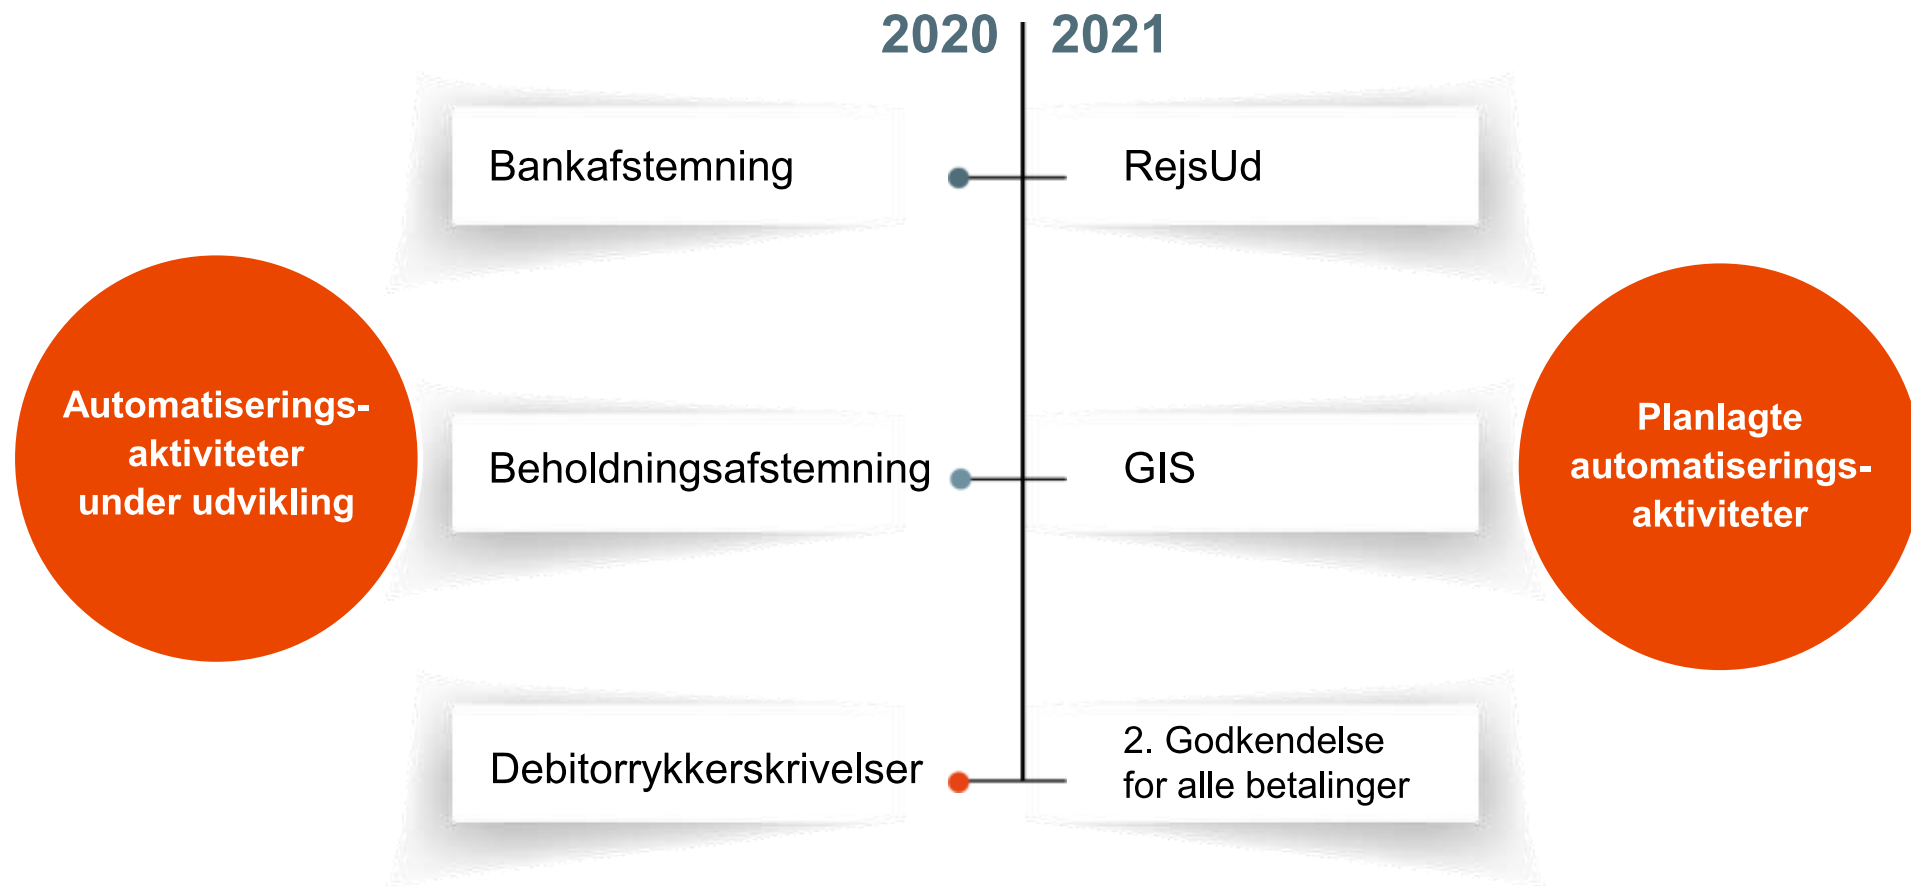 2020
2021
Bankafstemning
RejsUd
Automatiserings-
aktiviteter
under udvikling
Beholdningsafstemning
GIS
Planlagte
automatiserings-
aktiviteter
Debitorrykkerskrivelser
2. Godkendelse
for alle betalinger